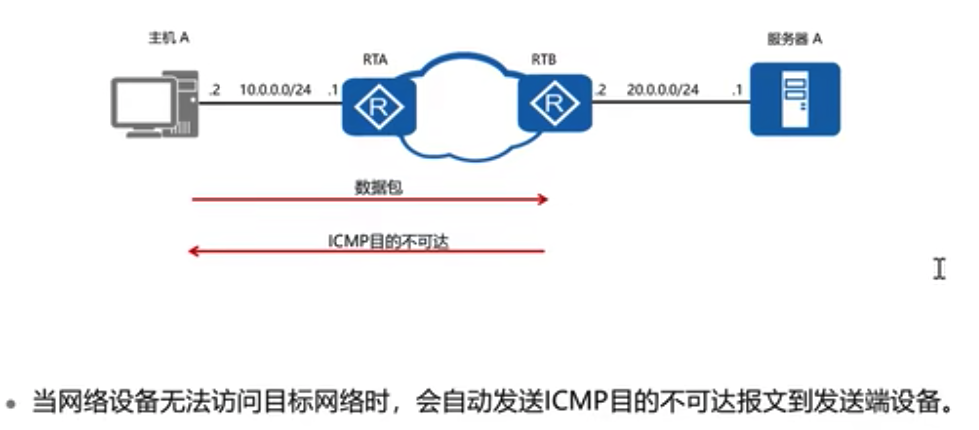 主机 A
服务器 A
RTA
RTB
.2 10.0.0.0/24 .1
R
R
.2 20.0.0.0/24 .1
数据包
ICMP目的不可达
• 当网络设备无法访问目标网络时，会自动发送ICMP目的不可达报文到发送端设备。